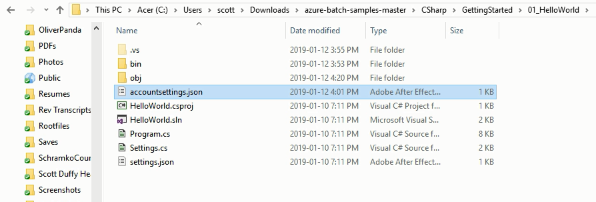 This PC > Acer (C:) > Users > scott > Downloads > azure-batch-samples-master > CSharp > GettingStarted > 01_HelloWorld >
OliverPanda
PDFs
Photos
Public
Resumes
Rev Transcripts
Rootfiles
Saves
SchramkoCou
Scott Duffy He
Screenshots
Name Date modified Type Size
.vs 2019-01-12 3:55 PM File folder
bin 2019-01-12 3:53 PM File folder
obj 2019-01-12 4:20 PM File folder
accountsettings.json 2019-01-12 4:01 PM Adobe After Effect... 1 KB
HelloWorld.csproj 2019-01-10 7:11 PM Visual C# Project f... 1 KB
HelloWorld.sln 2019-01-10 7:11 PM Microsoft Visual S... 2 KB
Program.cs 2019-01-10 7:11 PM Visual C# Source f... 8 KB
Settings.cs 2019-01-10 7:11 PM Visual C# Source f... 2 KB
settings.json 2019-01-10 7:11 PM Adobe After Effect... 1 KB